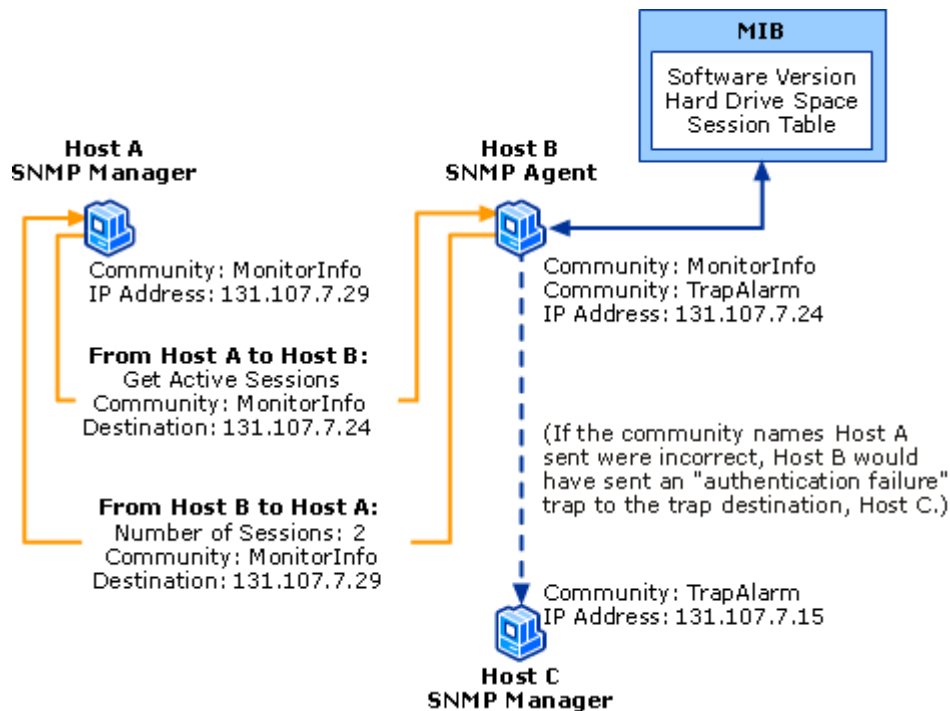 MIB
Software Version
Hard Drive Space
Session Table
Host A
SNMP Manager
Host B
SNMP Agent
Community: MonitorInfo
IP Address: 131.107.7.29
Community: MonitorInfo
Community: TrapAlarm
IP Address: 131.107.7.24
From Host A to Host B:
Get Active Sessions
Community: MonitorInfo
Destination: 131.107.7.24
(If the community names Host A
sent were incorrect, Host B would
have sent an "authentication failure"
trap to the trap destination, Host C.)
From Host B to Host A:
Number of Sessions: 2
Community: MonitorInfo
Destination: 131.107.7.29
Community: TrapAlarm
IP Address: 131.107.7.15
Host C
SNMP Manager